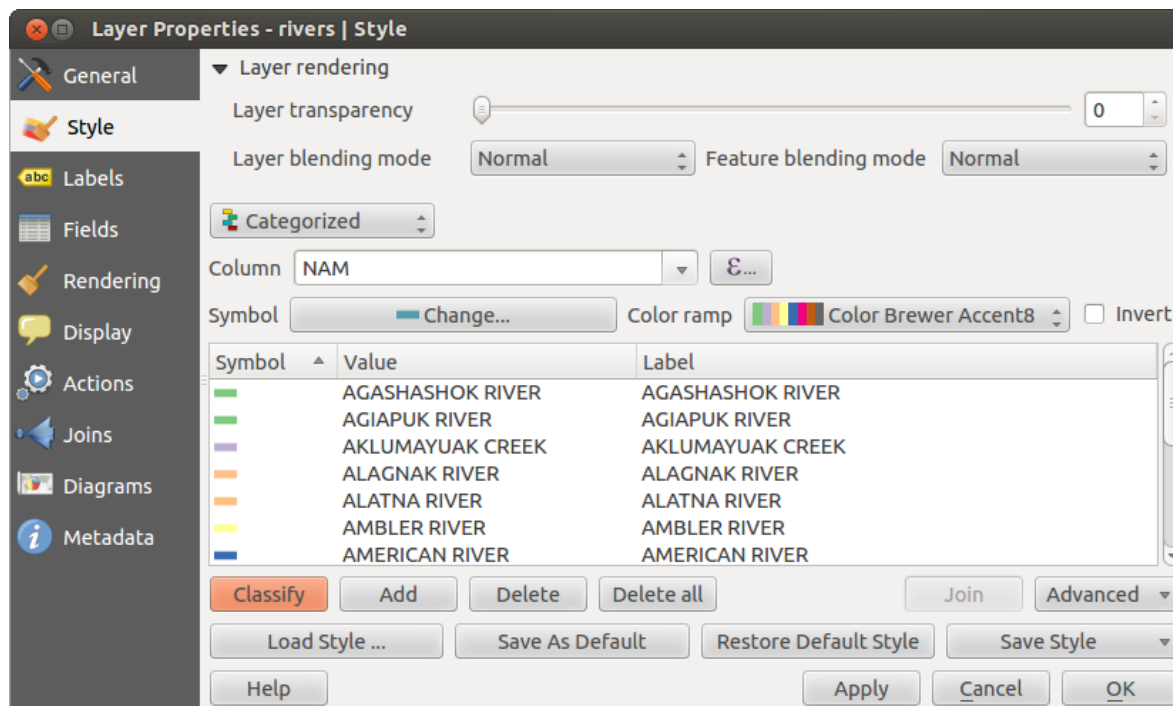 Layer Properties - rivers | Style
General
Style
abc Labels
Fields
Rendering
Display
Actions
Joins
Diagrams
i Metadata
Layer rendering
Layer transparency 0
Layer blending mode Normal Feature blending mode Normal
Categorized
Column NAM ε...
Symbol Change... Color ramp Color Brewer Accent8 Invert
Symbol Value Label
AGASHASHOK RIVER AGASHASHOK RIVER
AGIAPUK RIVER AGIAPUK RIVER
AKLUMAYUAK CREEK AKLUMAYUAK CREEK
ALAGNAK RIVER ALAGNAK RIVER
ALATNA RIVER ALATNA RIVER
AMBLER RIVER AMBLER RIVER
AMERICAN RIVER AMERICAN RIVER
Classify Add Delete Delete all Join Advanced
Load Style ... Save As Default Restore Default Style Save Style
Help Apply Cancel OK